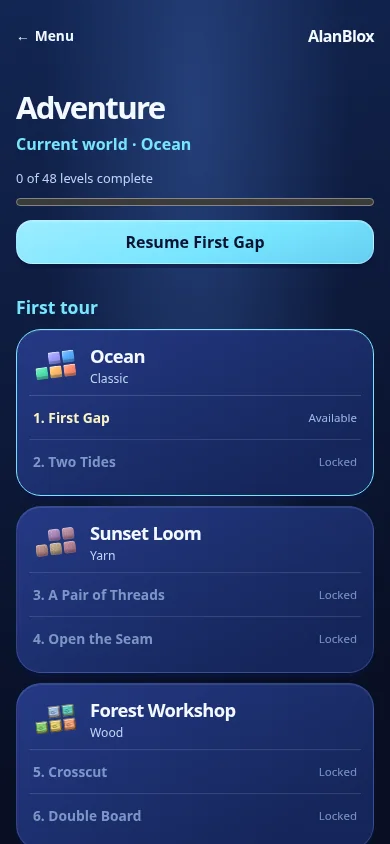 ← Menu
AlanBlox
Adventure
Current world · Ocean
0 of 48 levels complete
Resume First Gap
First tour
Ocean
Classic
1. First Gap
Available
2. Two Tides
Locked
Sunset Loom
Yarn
3. A Pair of Threads
Locked
4. Open the Seam
Locked
Forest Workshop
Wood
5. Crosscut
Locked
6. Double Board
Locked